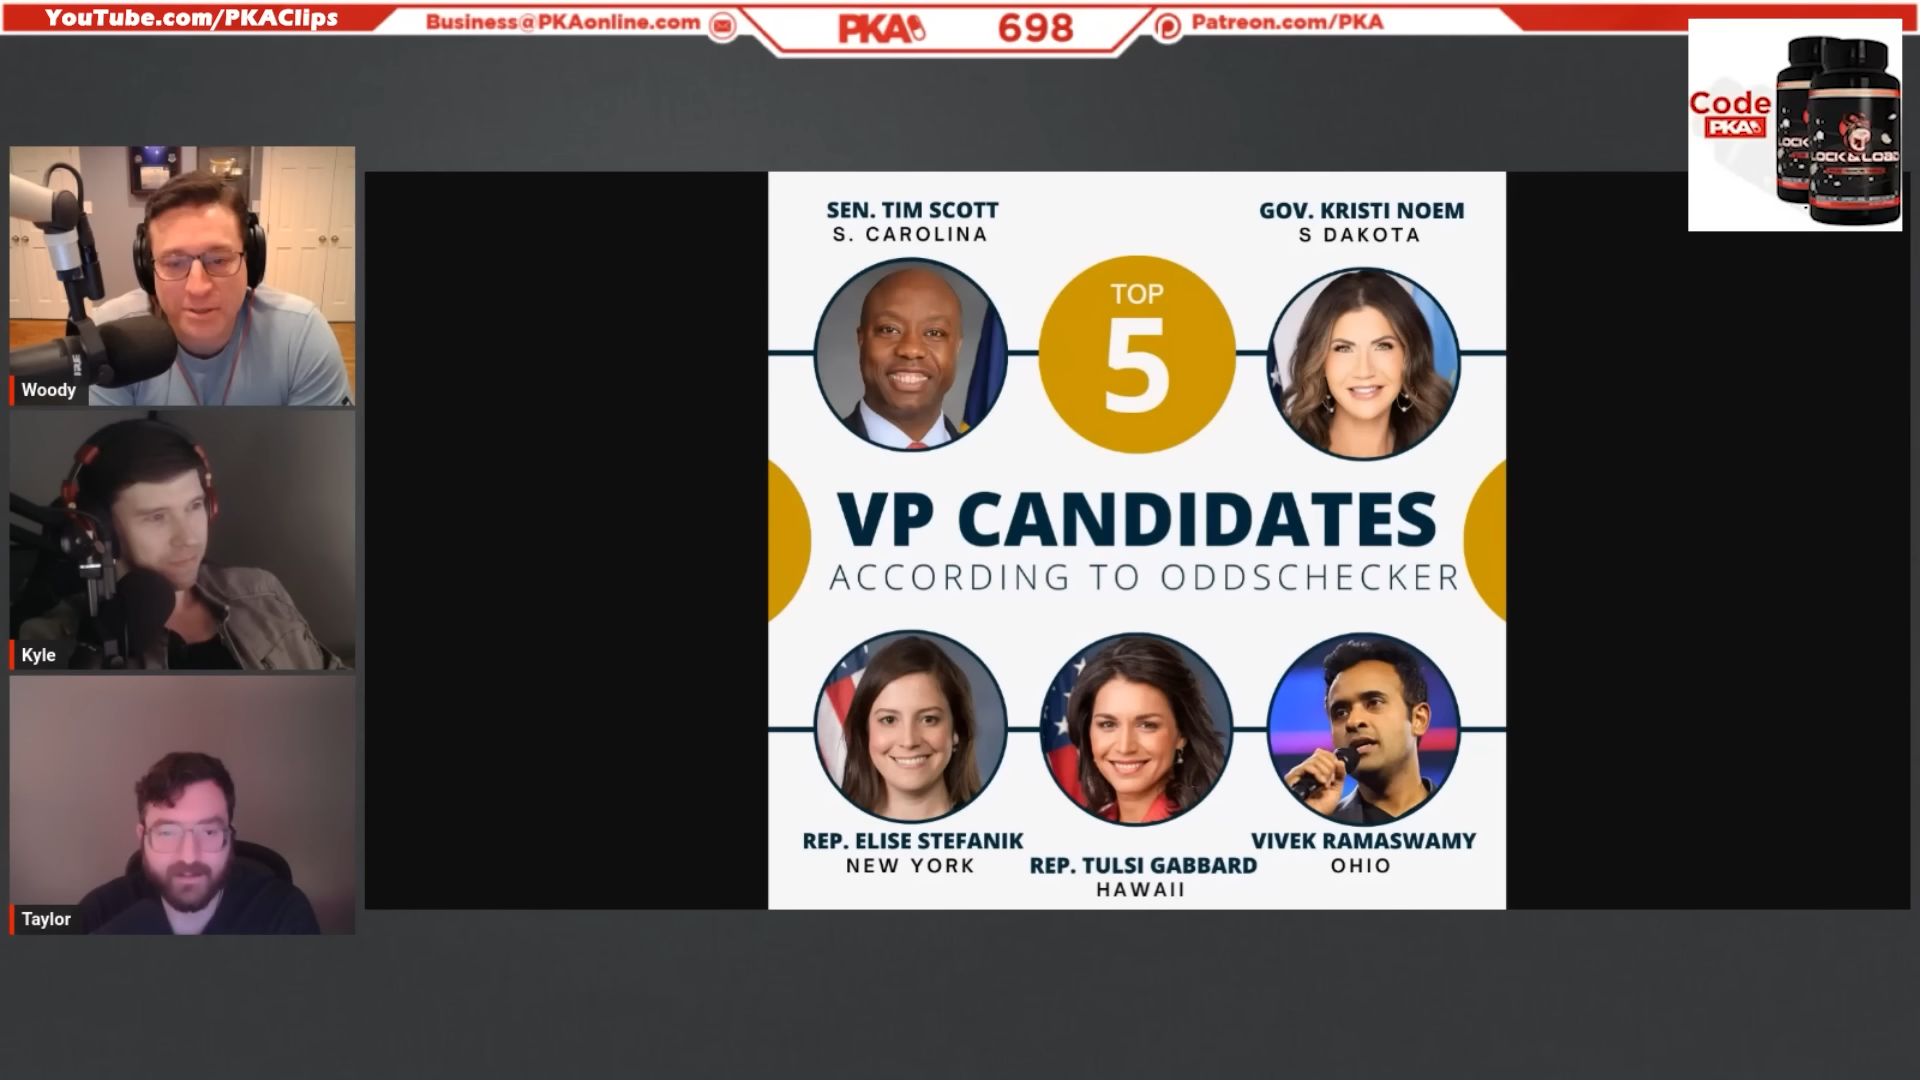 YouTube.com/PKAClips
Business@PKAonline.com
PKA
698
Patreon.com/PKA
Code
PKA
LOCK
LOCK & LOAD
Woody
Kyle
Taylor
SEN. TIM SCOTT
S. CAROLINA
GOV. KRISTI NOEM
S DAKOTA
TOP
5
VP CANDIDATES
ACCORDING TO ODDSCHECKER
REP. ELISE STEFANIK
NEW YORK
REP. TULSI GABBARD
HAWAII
VIVEK RAMASWAMY
OHIO